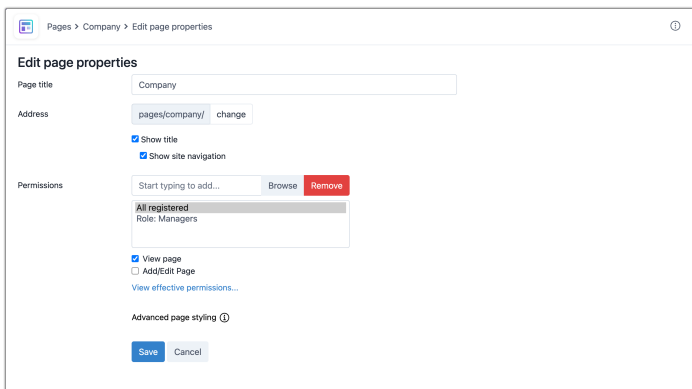 Pages > Company > Edit page properties
Edit page properties
Page title
Company
Address
pages/company/ change
Show title
Show site navigation
Permissions
Start typing to add... Browse Remove
All registered
Role: Managers
View page
Add/Edit Page
View effective permissions...
Advanced page styling
Save Cancel